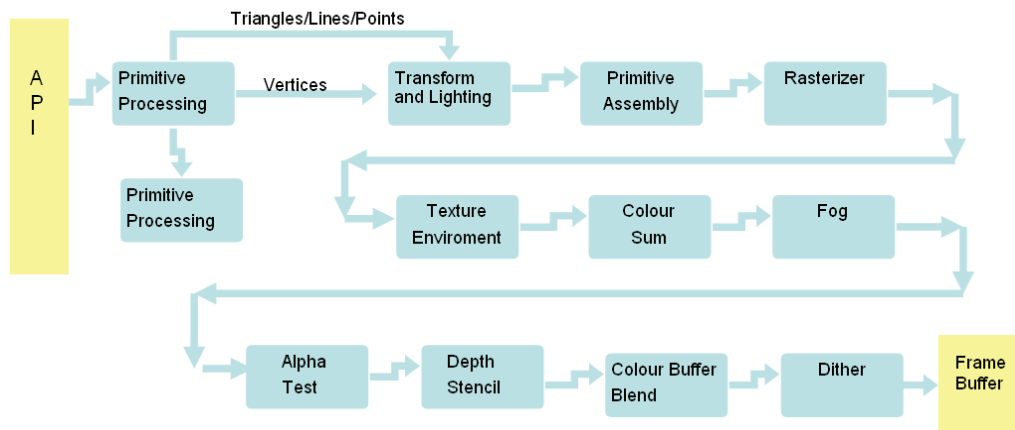 Triangles/Lines/Points
A
P
I
Primitive
Processing
Vertices
Transform
and Lighting
Primitive
Assembly
Rasterizer
Primitive
Processing
Texture
Enviroment
Colour
Sum
Fog
Alpha
Test
Depth
Stencil
Colour Buffer
Blend
Dither
Frame
Buffer